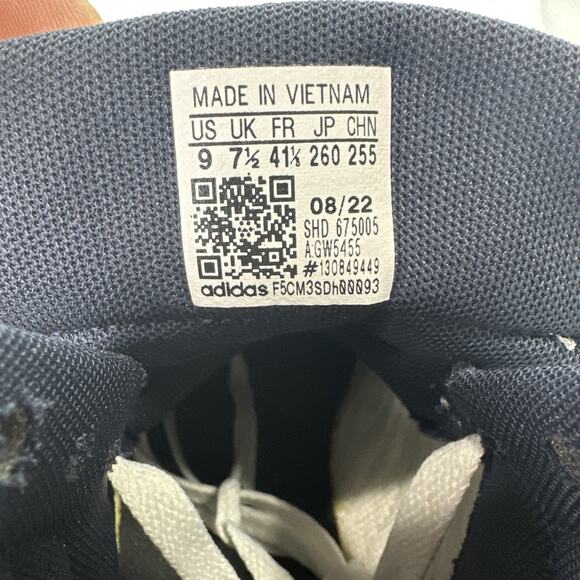 MADE IN VIETNAM
US UK FR JP CHN
9 7½ 41⅓ 260 255
08/22
SHD 675005
A:GW5455
#130849449
adidas F5CM3SDh00093